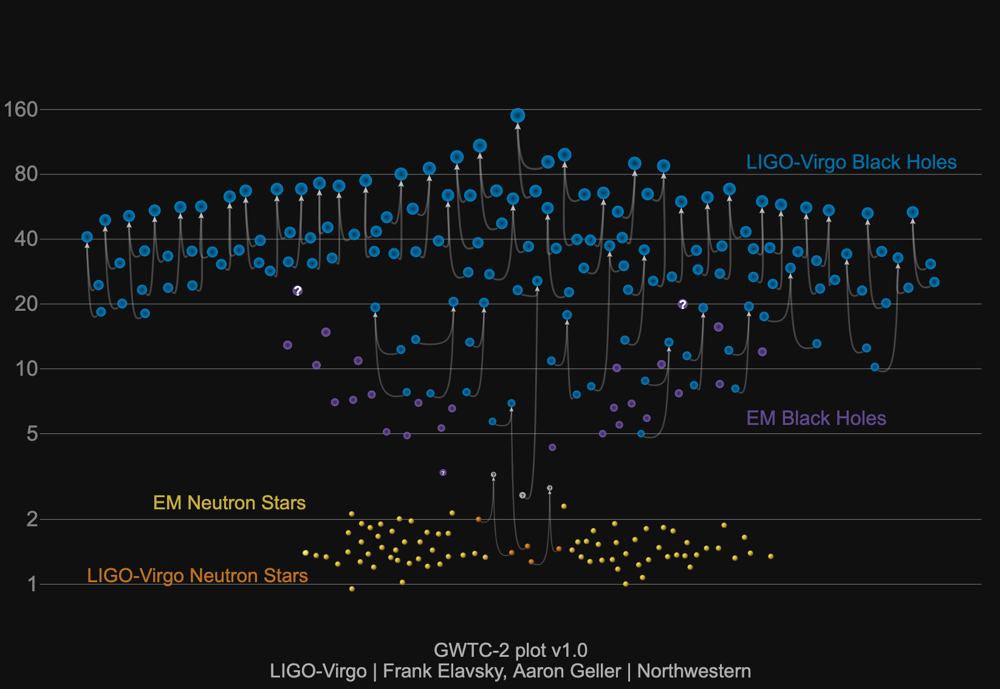 160
LIGO-Virgo Black Holes
80
40
?
20
?
10
EM Black Holes
5
?
?
?
?
EM Neutron Stars
2
LIGO-Virgo Neutron Stars
1
GWTC-2 plot v1.0
LIGO-Virgo | Frank Elavsky, Aaron Geller | Northwestern